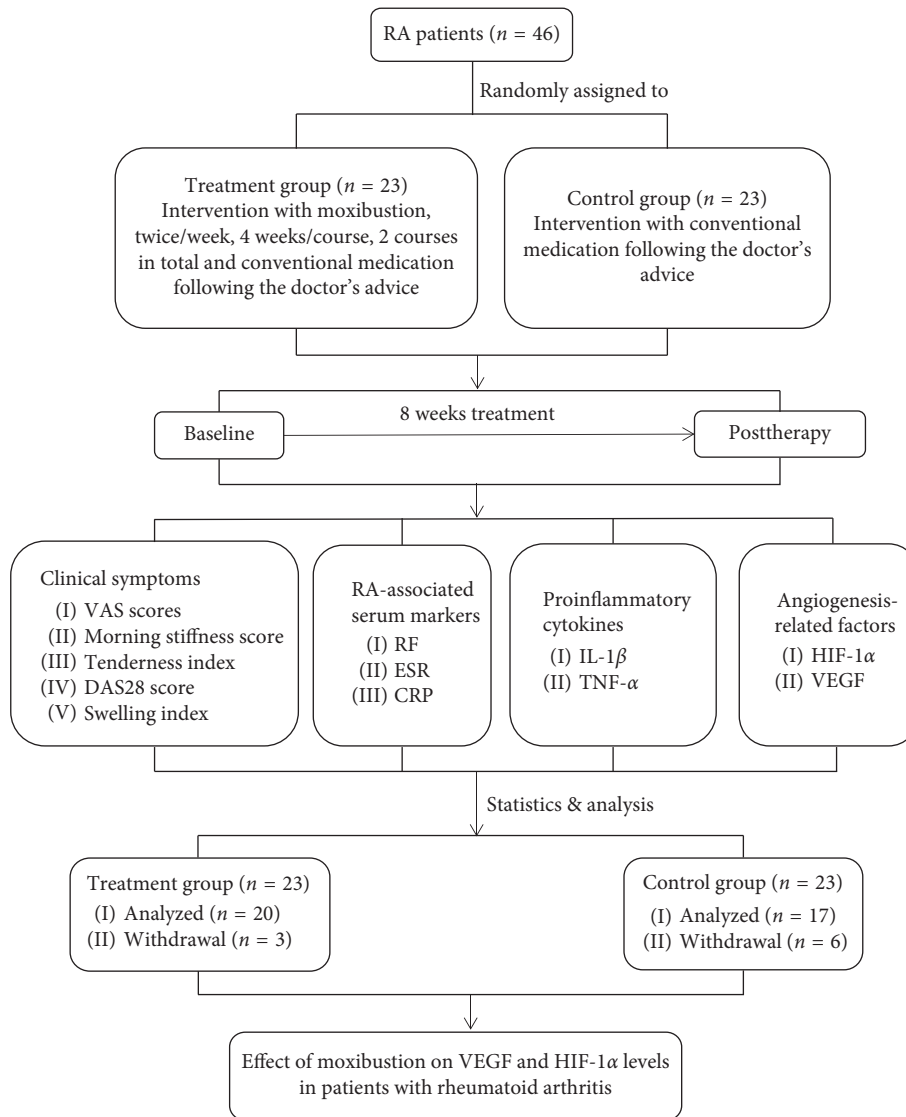 RA patients (n = 46)
Randomly assigned to
Treatment group (n = 23)
Intervention with moxibustion,
twice/week, 4 weeks/course, 2 courses
in total and conventional medication
following the doctor's advice
Control group (n = 23)
Intervention with conventional
medication following the doctor's
advice
8 weeks treatment
Baseline
Posttherapy
Clinical symptoms
(I) VAS scores
(II) Morning stiffness score
(III) Tenderness index
(IV) DAS28 score
(V) Swelling index
RA-associated
serum markers
(I) RF
(II) ESR
(III) CRP
Proinflammatory
cytokines
(I) IL-1β
(II) TNF-α
Angiogenesis-
related factors
(I) HIF-1α
(II) VEGF
Statistics & analysis
Treatment group (n = 23)
(I) Analyzed (n = 20)
(II) Withdrawal (n = 3)
Control group (n = 23)
(I) Analyzed (n = 17)
(II) Withdrawal (n = 6)
Effect of moxibustion on VEGF and HIF-1α levels
in patients with rheumatoid arthritis